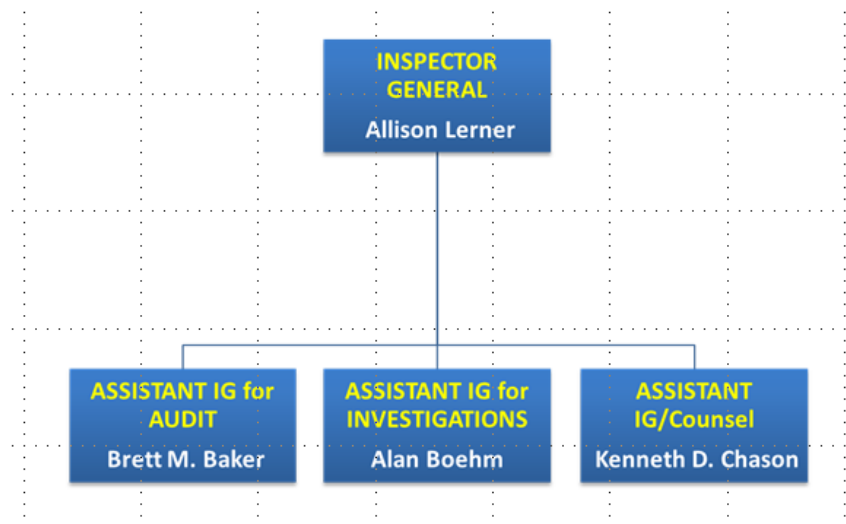 INSPECTOR
GENERAL
Allison Lerner
ASSISTANT IG for
AUDIT
Brett M. Baker
ASSISTANT IG for
INVESTIGATIONS
Alan Boehm
ASSISTANT
IG/Counsel
Kenneth D. Chason